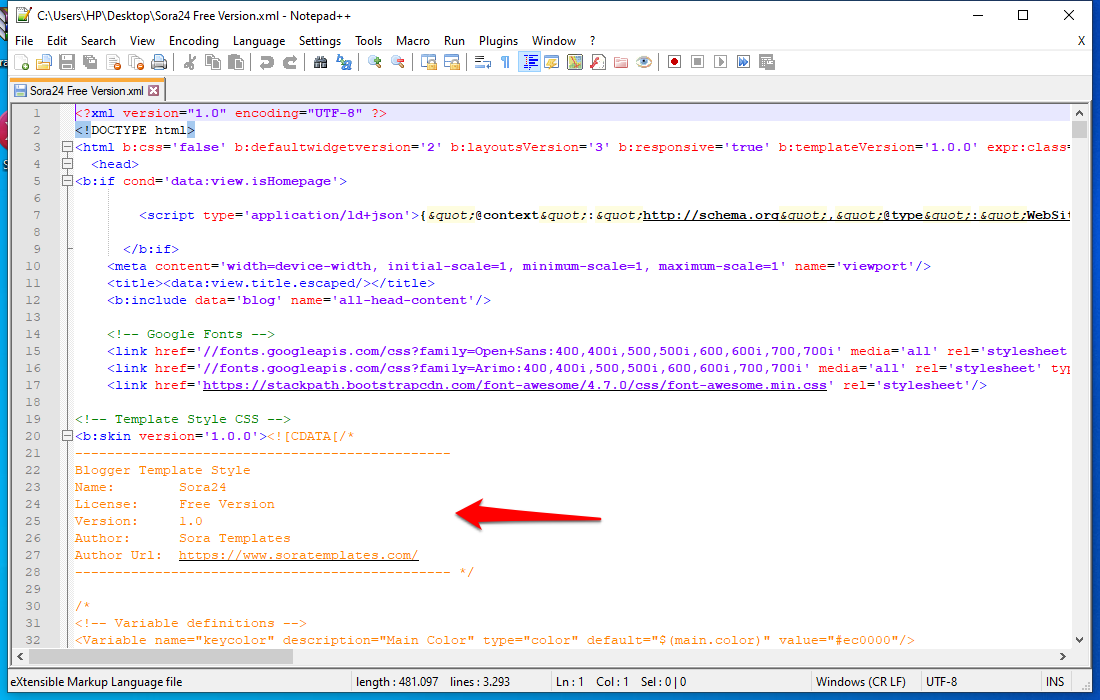 C:\Users\HP\Desktop\Sora24 Free Version.xml - Notepad++
File Edit Search View Encoding Language Settings Tools Macro Run Plugins Window ? X
Sora24 Free Version.xml
1 <?xml version="1.0" encoding="UTF-8" ?>
2 <!DOCTYPE html>
3 <html b:css='false' b:defaultwidgetversion='2' b:layoutsVersion='3' b:responsive='true' b:templateVersion='1.0.0' expr:class=
4 <head>
5 <b:if cond='data:view.isHomepage'>
6
7 <script type='application/ld+json'>{&quot;@context&quot;:&quot;http://schema.org&quot;,&quot;@type&quot;:&quot;WebSit
8
9 </b:if>
10 <meta content='width=device-width, initial-scale=1, minimum-scale=1, maximum-scale=1' name='viewport'/>
11 <title><data:view.title.escaped/></title>
12 <b:include data='blog' name='all-head-content'/>
13
14 <!-- Google Fonts -->
15 <link href='//fonts.googleapis.com/css?family=Open+Sans:400,400i,500,500i,600,600i,700,700i' media='all' rel='stylesheet
16 <link href='//fonts.googleapis.com/css?family=Arimo:400,400i,500,500i,600,600i,700,700i' media='all' rel='stylesheet' typ
17 <link href='https://stackpath.bootstrapcdn.com/font-awesome/4.7.0/css/font-awesome.min.css' rel='stylesheet'/>
18
19 <!-- Template Style CSS -->
20 <b:skin version='1.0.0'><![CDATA[/*
21 -----------------------------------------------
22 Blogger Template Style
23 Name: Sora24
24 License: Free Version
25 Version: 1.0
26 Author: Sora Templates
27 Author Url: https://www.soratemplates.com/
28 ----------------------------------------------- */
29
30 /*
31 <!-- Variable definitions -->
32 <Variable name="keycolor" description="Main Color" type="color" default="$(main.color)" value="#ec0000"/>
eXtensible Markup Language file length : 481.097 lines : 3.293 Ln : 1 Col : 1 Sel : 0 | 0 Windows (CR LF) UTF-8 INS